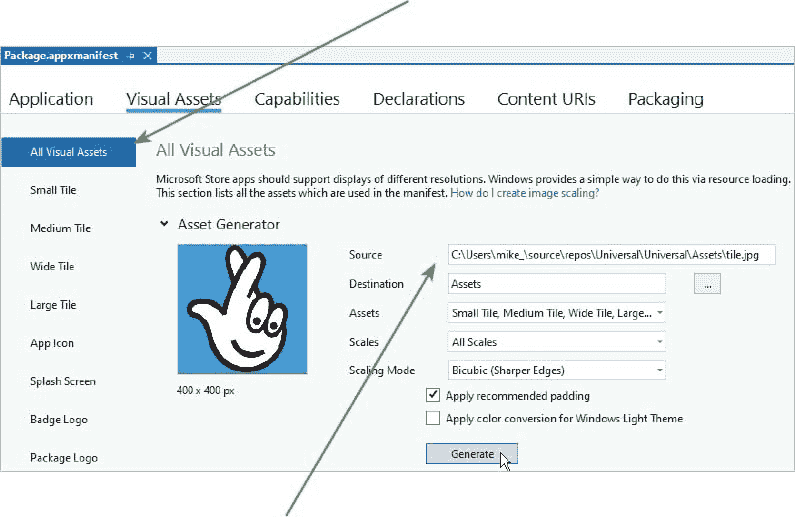 Package.appxmanifest
Application Visual Assets Capabilities Declarations Content URIs Packaging
All Visual Assets
Small Tile
Medium Tile
Wide Tile
Large Tile
App Icon
Splash Screen
Badge Logo
Package Logo
All Visual Assets
Microsoft Store apps should support displays of different resolutions. Windows provides a simple way to do this via resource loading.
This section lists all the assets which are used in the manifest. How do I create image scaling?
Asset Generator
400 x 400 px
Source C:\Users\mike_\source\repos\Universal\Universal\Assets\tile.jpg
Destination Assets ...
Assets Small Tile, Medium Tile, Wide Tile, Large...
Scales All Scales
Scaling Mode Bicubic (Sharper Edges)
Apply recommended padding
Apply color conversion for Windows Light Theme
Generate